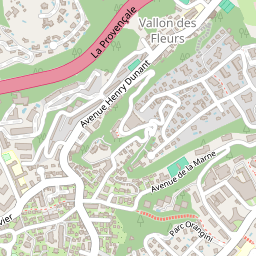 La Provençale
Vallon des
Fleurs
Avenue Henry Dunant
Avenue de la Marne
vier
Parc Orangini